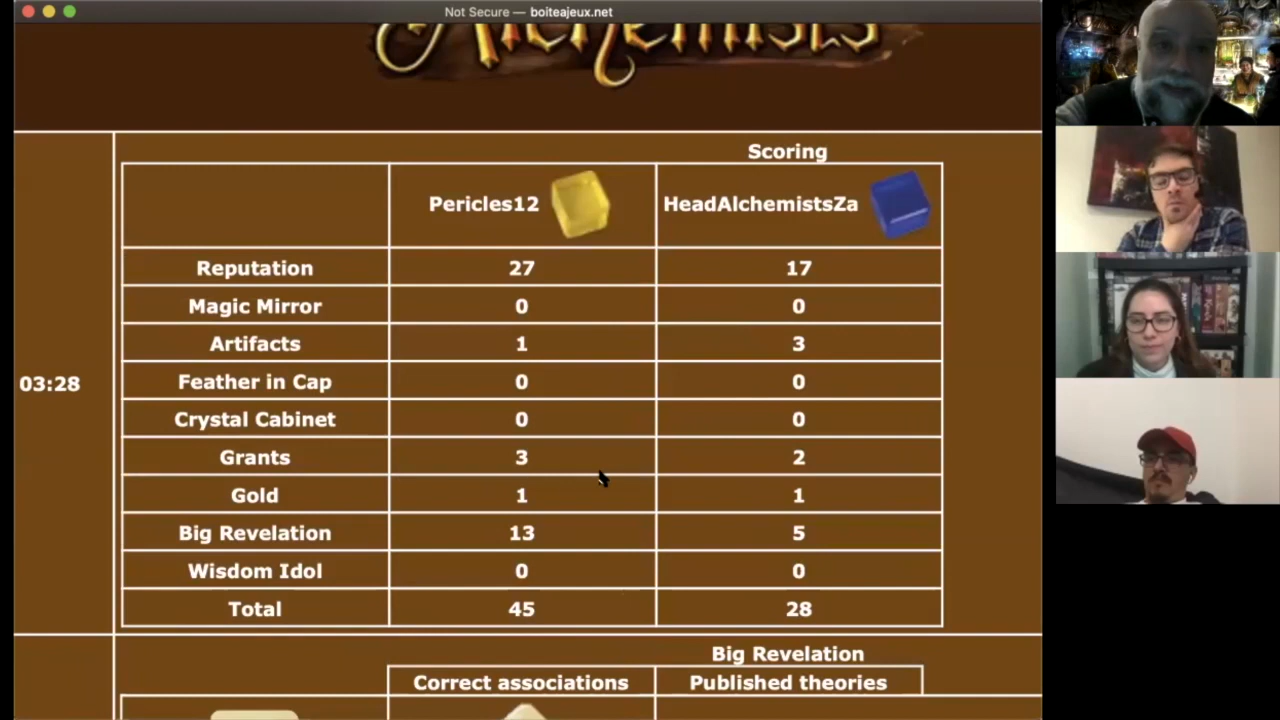 Not Secure — boiteajeux.net
Alchemists
Scoring
Pericles12 HeadAlchemistsZa
Reputation 27 17
Magic Mirror 0 0
Artifacts 1 3
Feather in Cap 0 0
03:28
Crystal Cabinet 0 0
Grants 3 2
Gold 1 1
Big Revelation 13 5
Wisdom Idol 0 0
Total 45 28
Big Revelation
Correct associations Published theories